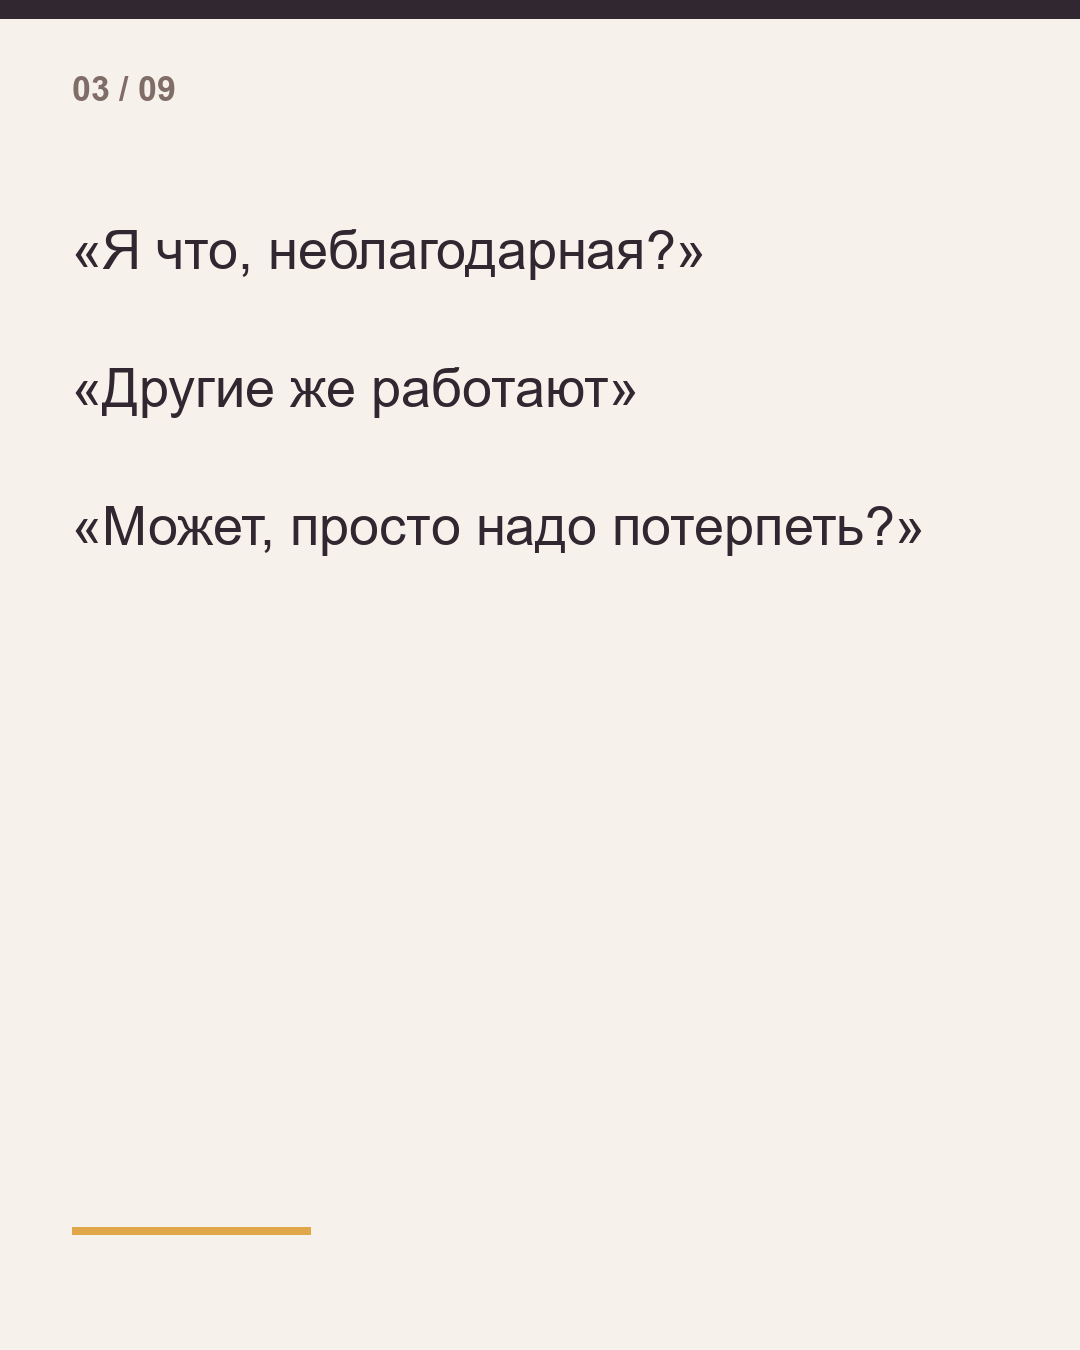 03 / 09
«Я что, неблагодарная?»
«Другие же работают»
«Может, просто надо потерпеть?»